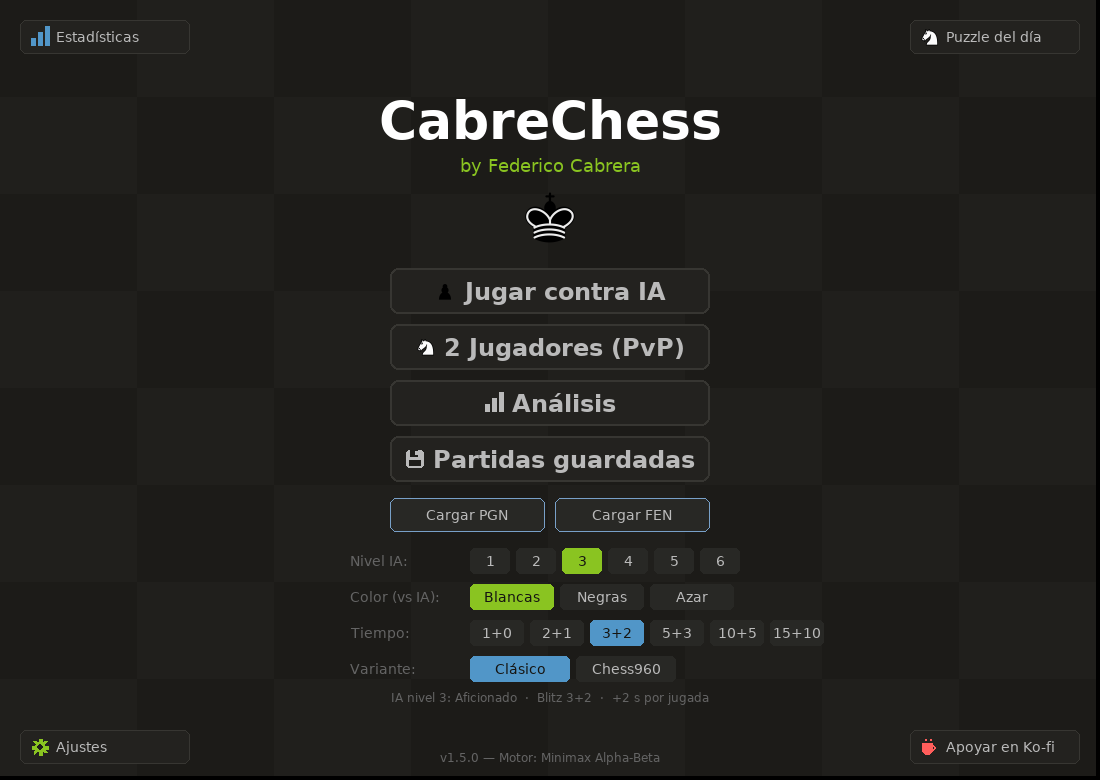 Estadísticas
Puzzle del día
CabreChess
by Federico Cabrera
Jugar contra IA
2 Jugadores (PvP)
Análisis
Partidas guardadas
Cargar PGN Cargar FEN
Nivel IA: 1 2 3 4 5 6
Color (vs IA): Blancas Negras Azar
Tiempo: 1+0 2+1 3+2 5+3 10+5 15+10
Variante: Clásico Chess960
IA nivel 3: Aficionado · Blitz 3+2 · +2 s por jugada
Ajustes
v1.5.0 — Motor: Minimax Alpha-Beta
Apoyar en Ko-fi